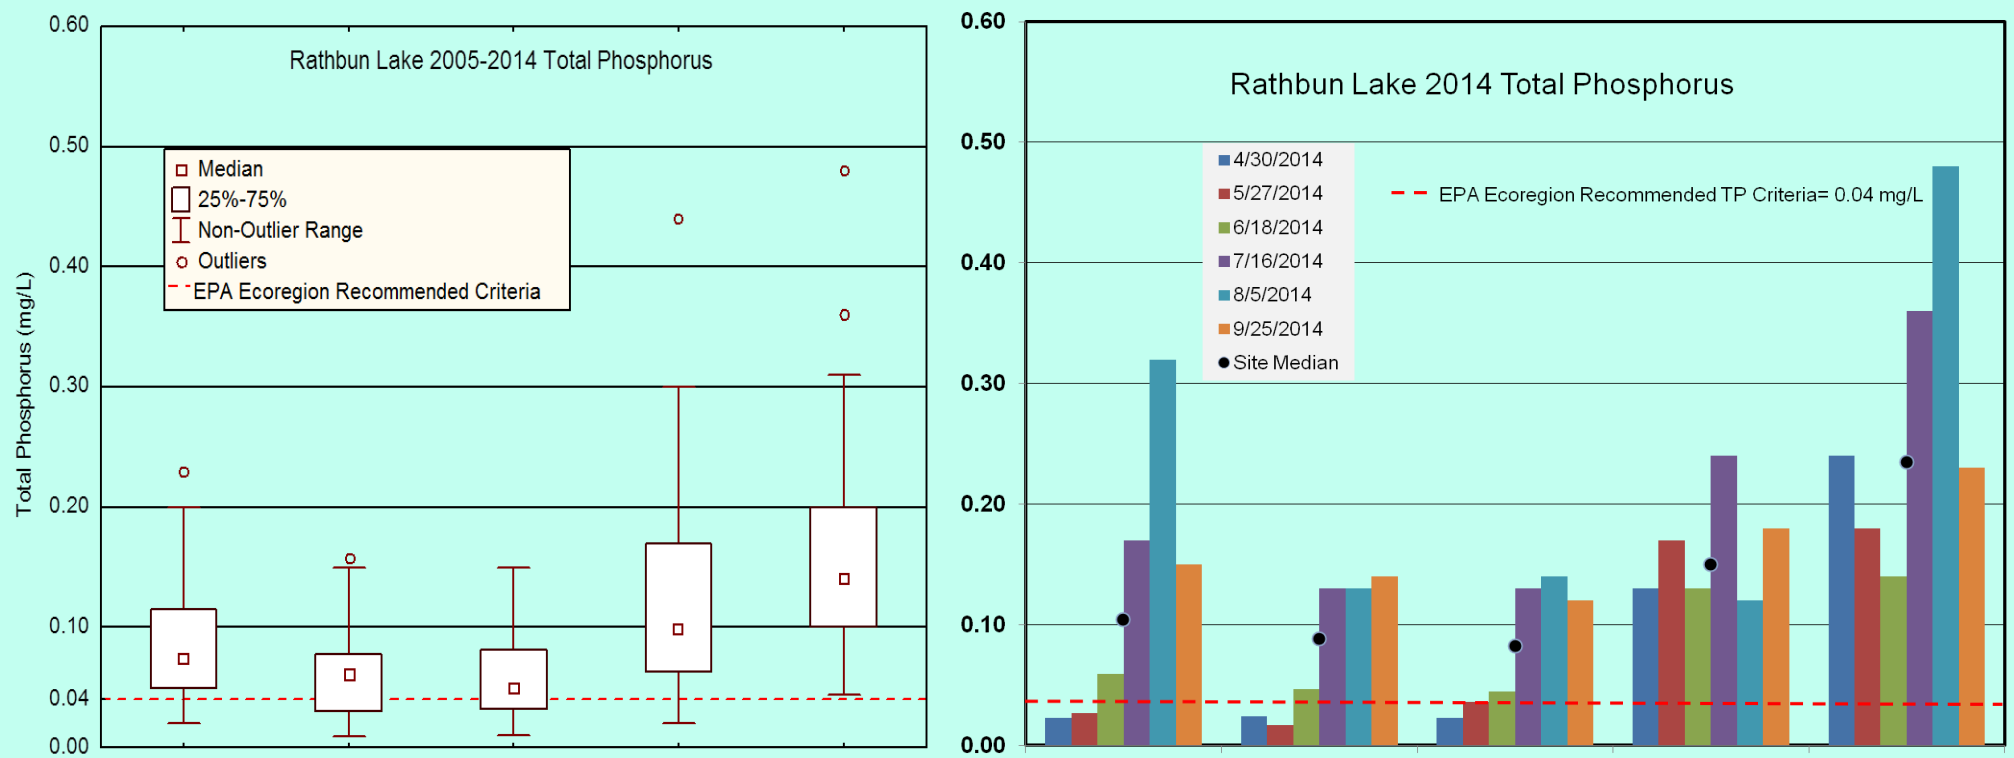 Rathbun Lake 2005-2014 Total Phosphorus
Total Phosphorus (mg/L)
0.60
0.50
0.40
0.30
0.20
0.10
0.04
0.00
Median
25%-75%
Non-Outlier Range
Outliers
EPA Ecoregion Recommended Criteria
Rathbun Lake 2014 Total Phosphorus
0.60
0.50
0.40
0.30
0.20
0.10
0.00
4/30/2014
5/27/2014
6/18/2014
7/16/2014
8/5/2014
9/25/2014
Site Median
EPA Ecoregion Recommended TP Criteria= 0.04 mg/L